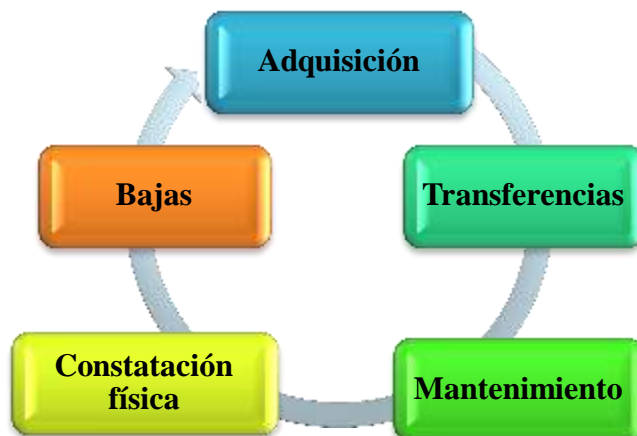 Adquisición
Transferencias
Mantenimiento
Constatación
física
Bajas